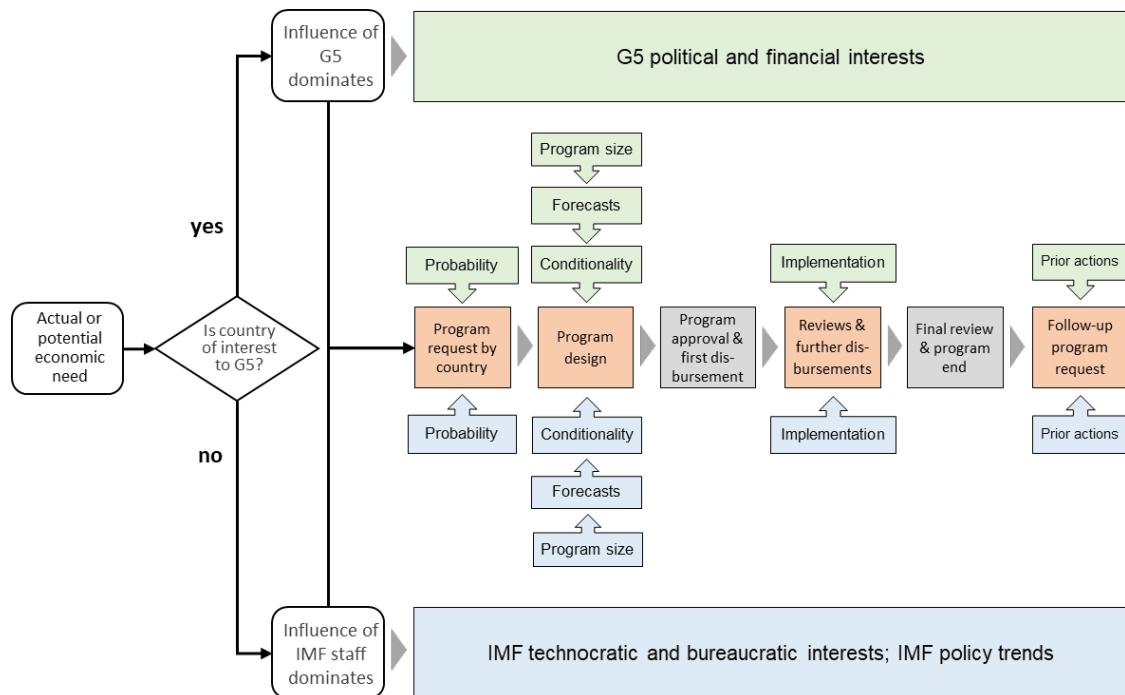 Influence of
G5
dominates
G5 political and financial interests
Program size
Forecasts
yes
Probability
Conditionality
Implementation
Prior actions
Actual or
potential
economic
need
Is country
of interest
to G5?
Program
request by
country
Program
design
Program
approval &
first dis-
bursement
Reviews &
further dis-
bursements
Final review
& program
end
Follow-up
program
request
Probability
Conditionality
Implementation
Prior actions
no
Forecasts
Program size
Influence of
IMF staff
dominates
IMF technocratic and bureaucratic interests; IMF policy trends